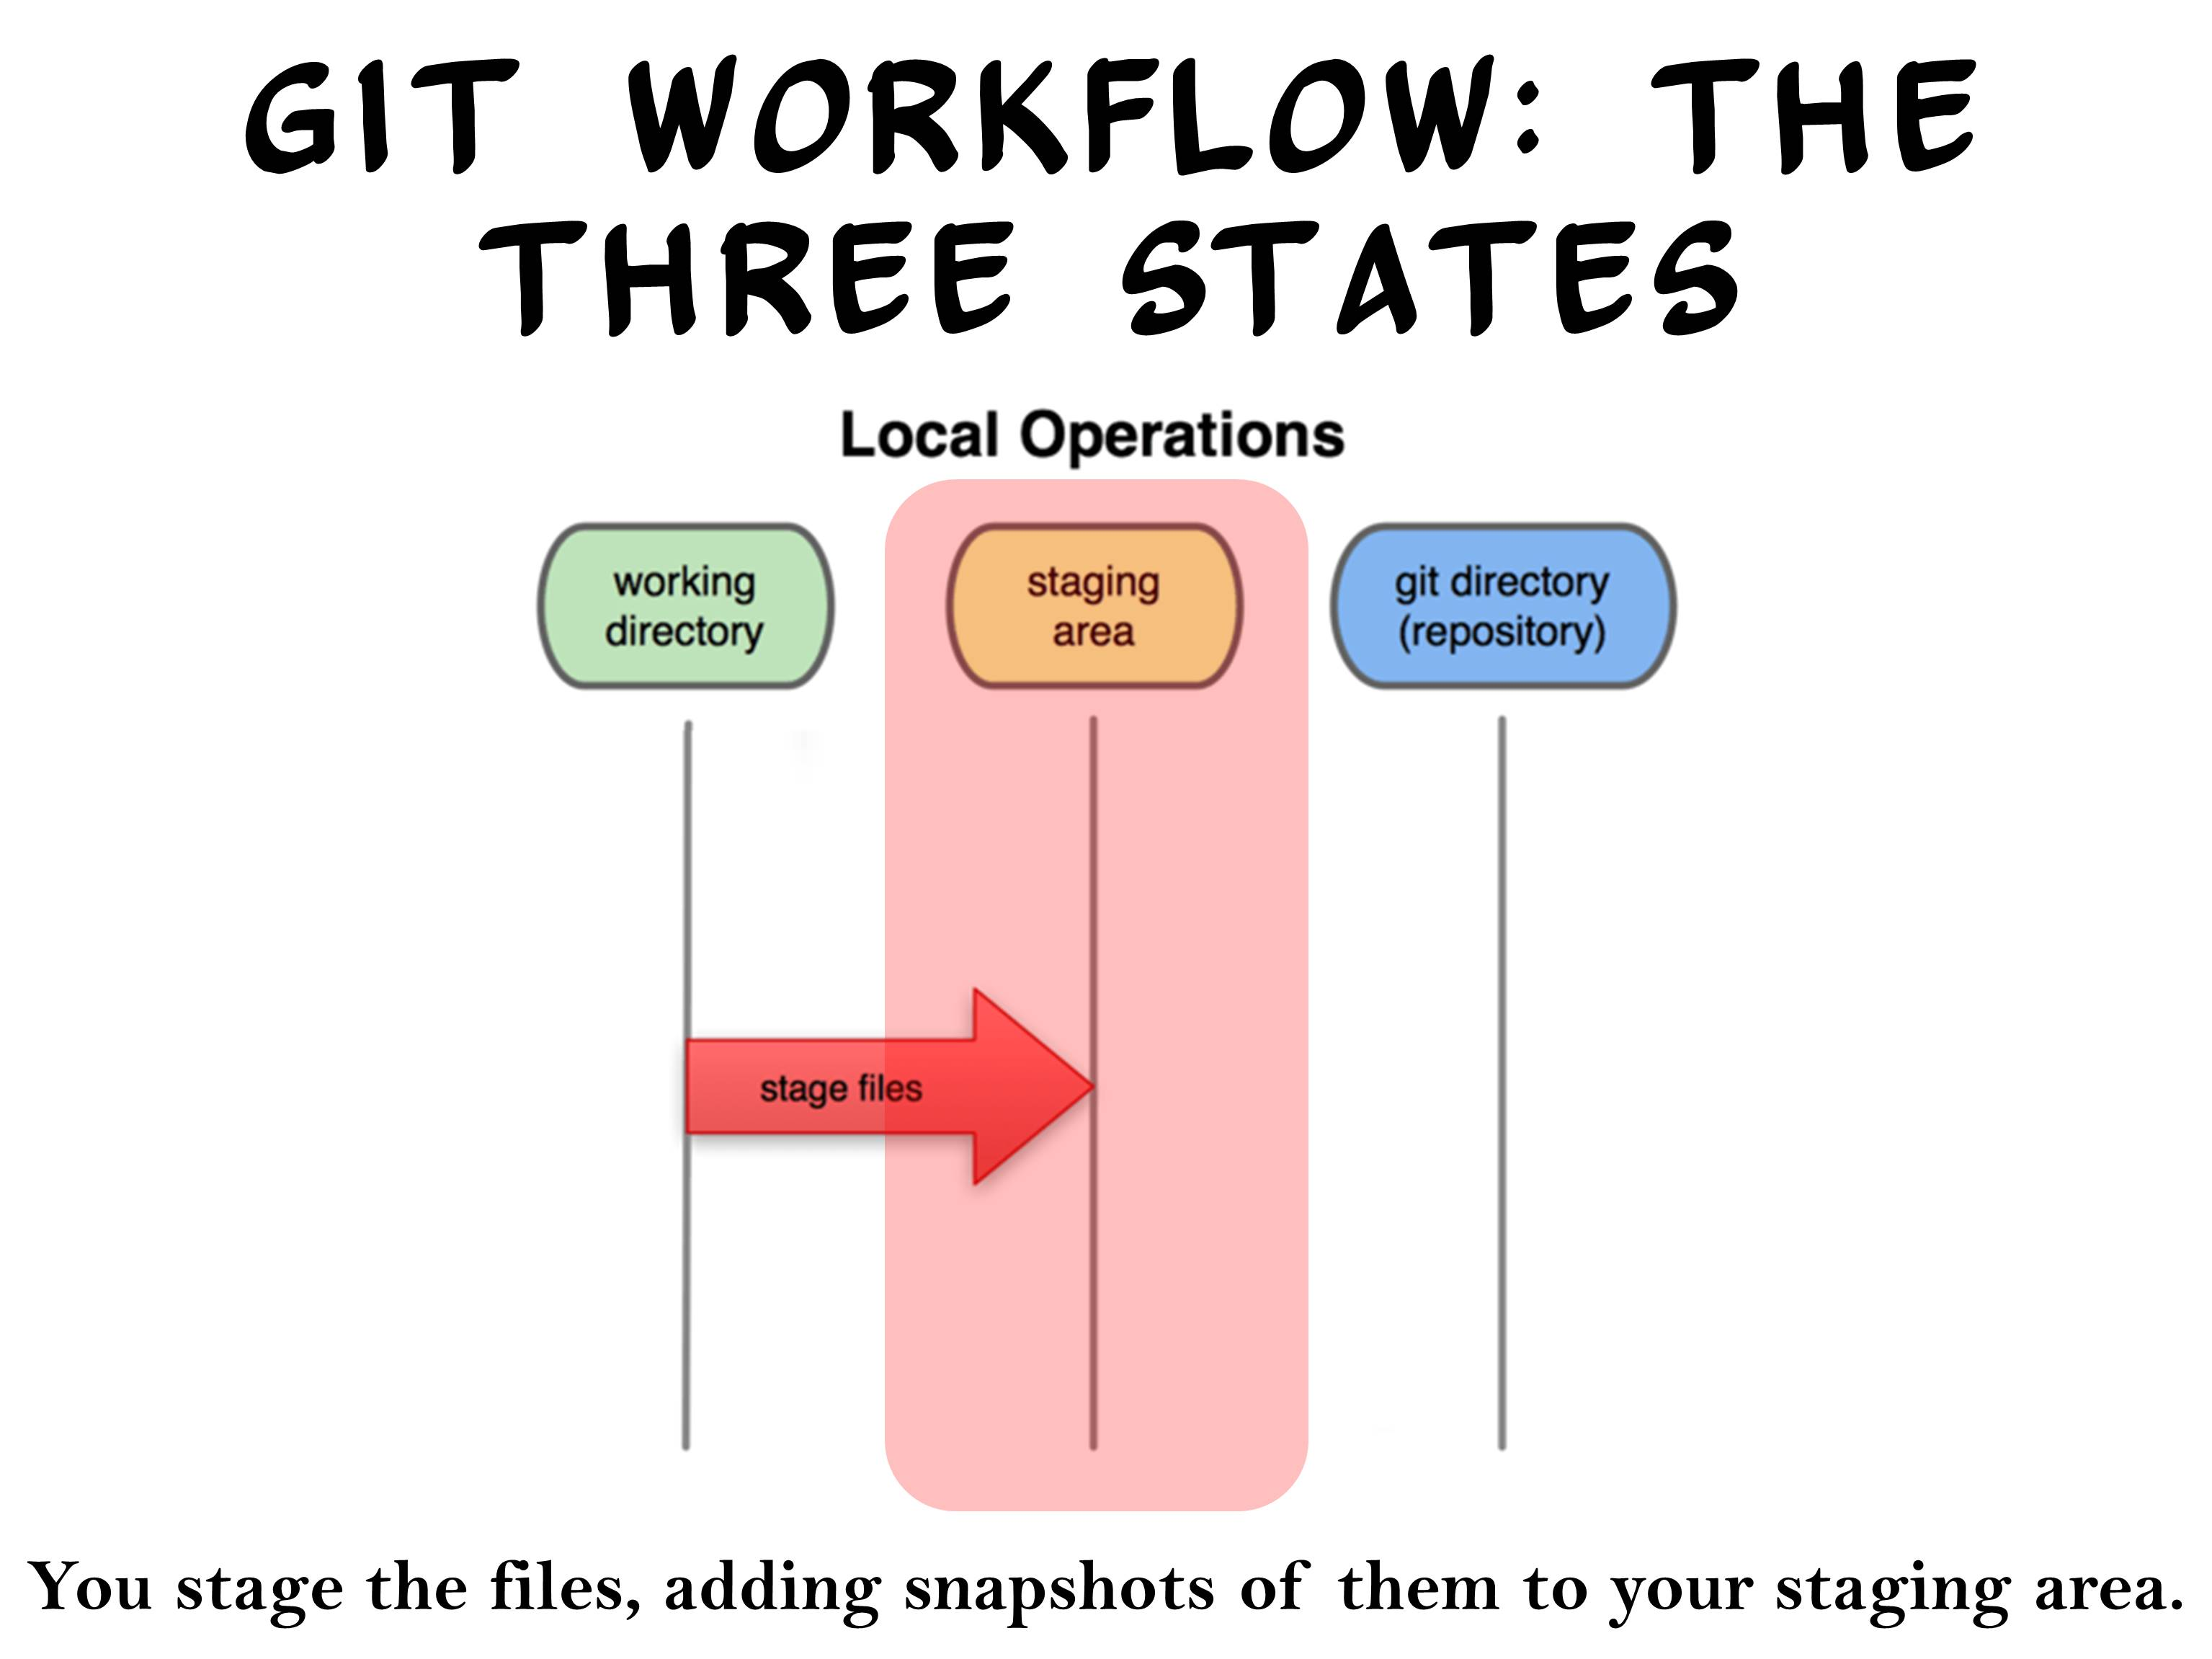 GIT WORKFLOW: THE
THREE STATES
Local Operations
working
directory
staging
area
git directory
(repository)
stage files
You stage the files, adding snapshots of them to your staging area.